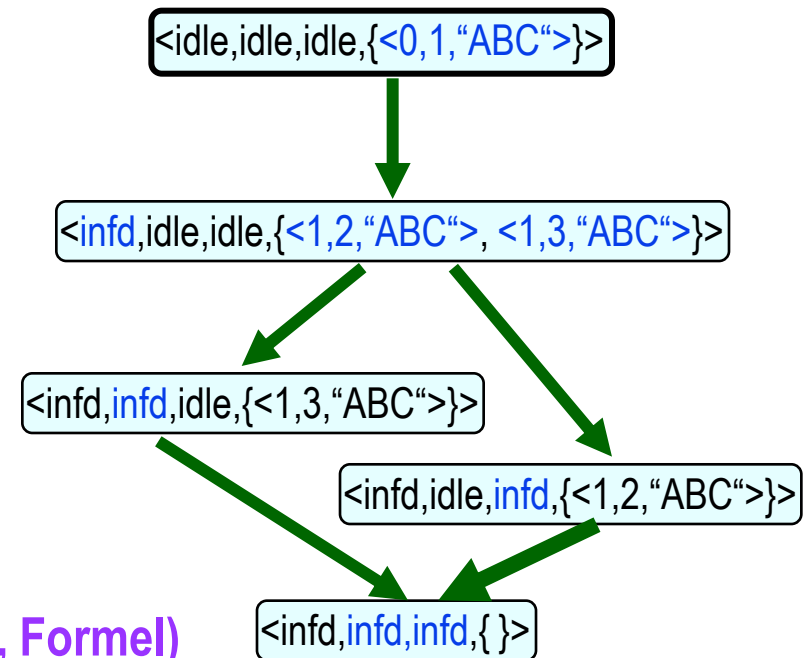 <idle,idle,idle,{<0,1,“ABC“>}>
<infd,idle,idle,{<1,2,“ABC“>, <1,3,“ABC“>}>
<infd,infd,idle,{<1,3,“ABC“>}>
<infd,idle,infd,{<1,2,“ABC“>}>
, Formel)
<infd,infd,infd,{ }>